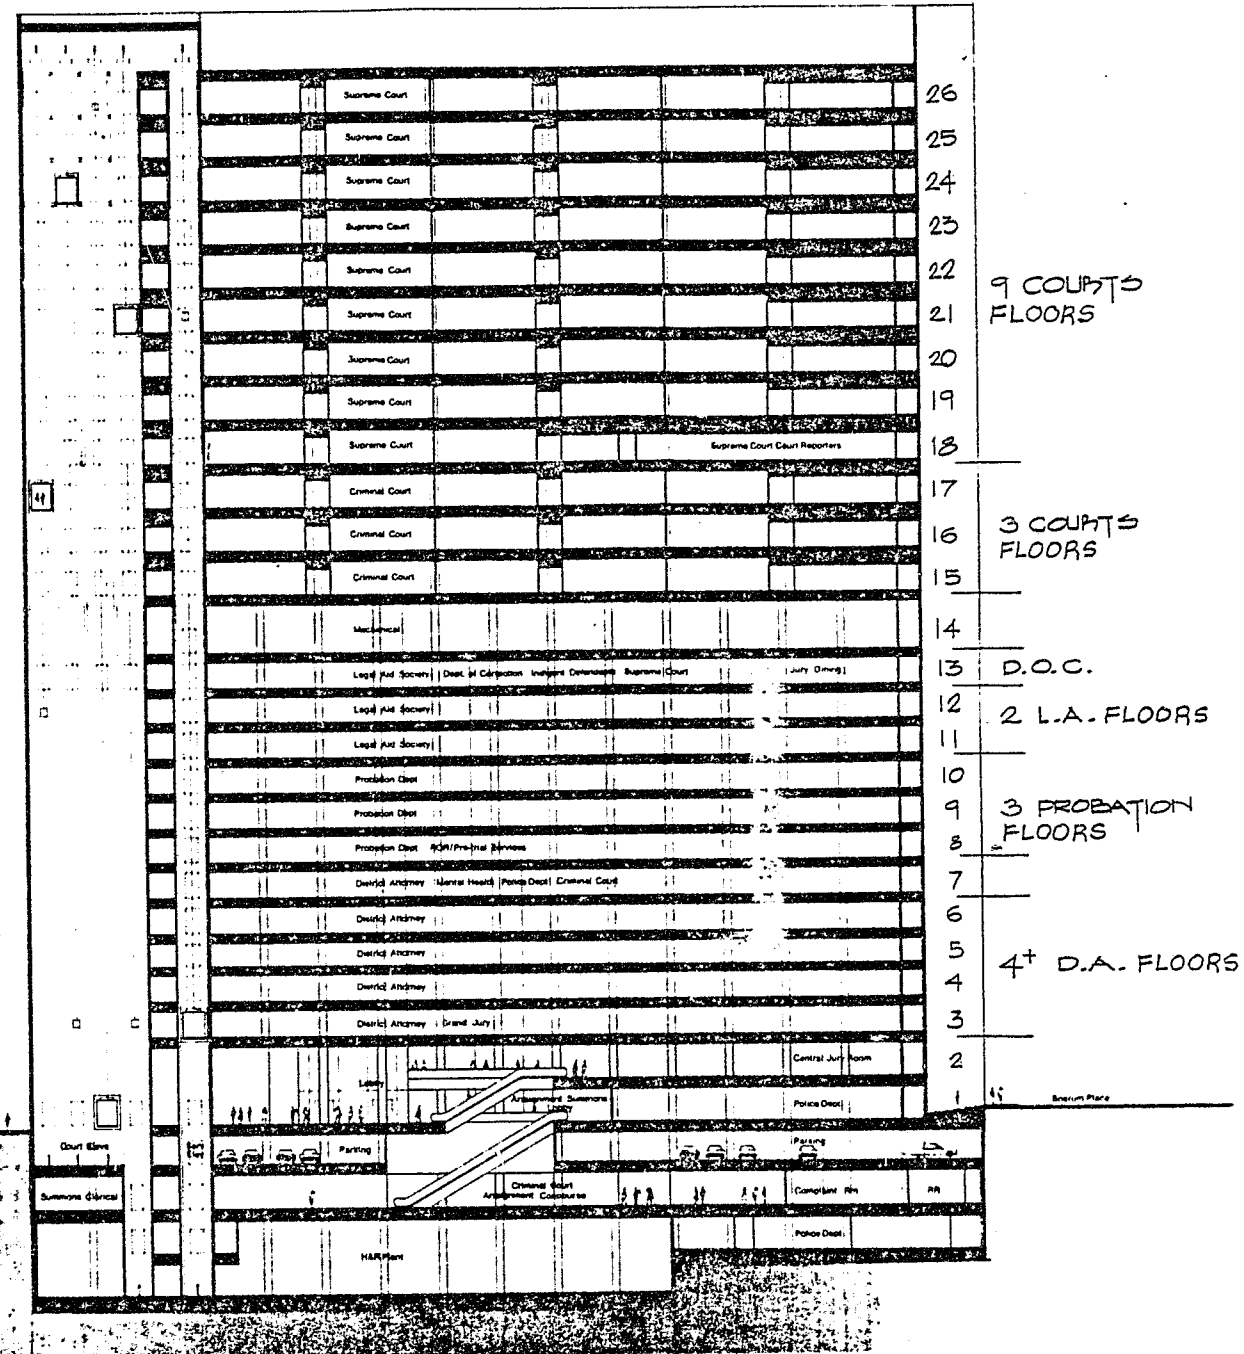 Supreme Court 26
Supreme Court 25
Supreme Court 24
Supreme Court 23
Supreme Court 22
9 COURTS
FLOORS
Supreme Court 21
Supreme Court 20
Supreme Court 19
Supreme Court Supreme Court Court Reporters 18
Criminal Court 17
3 COURTS
FLOORS
Criminal Court 16
Criminal Court 15
Mechanical 14
Legal Aid Society Dept. of Correction Indigent Defendants Supreme Court Jury Dining 13 D.O.C.
Legal Aid Society 12
2 L.A. FLOORS
Legal Aid Society 11
Probation Dept 10
Probation Dept 9 3 PROBATION
FLOORS
Probation Dept ROR/Pre-trial Services 8
District Attorney Mental Health Police Dept Criminal Court 7
District Attorney 6
District Attorney 5
4+ D.A. FLOORS
District Attorney 4
District Attorney Grand Jury 3
Central Jury Room 2
Lobby
Arraignment Summons
Lobby
Police Dept 1 Boerum Place
Court Elevs Parking Parking
Summons Clerical
Criminal Court
Arraignment Concourse
Complaint Rm RR
Police Dept
H&R Plant